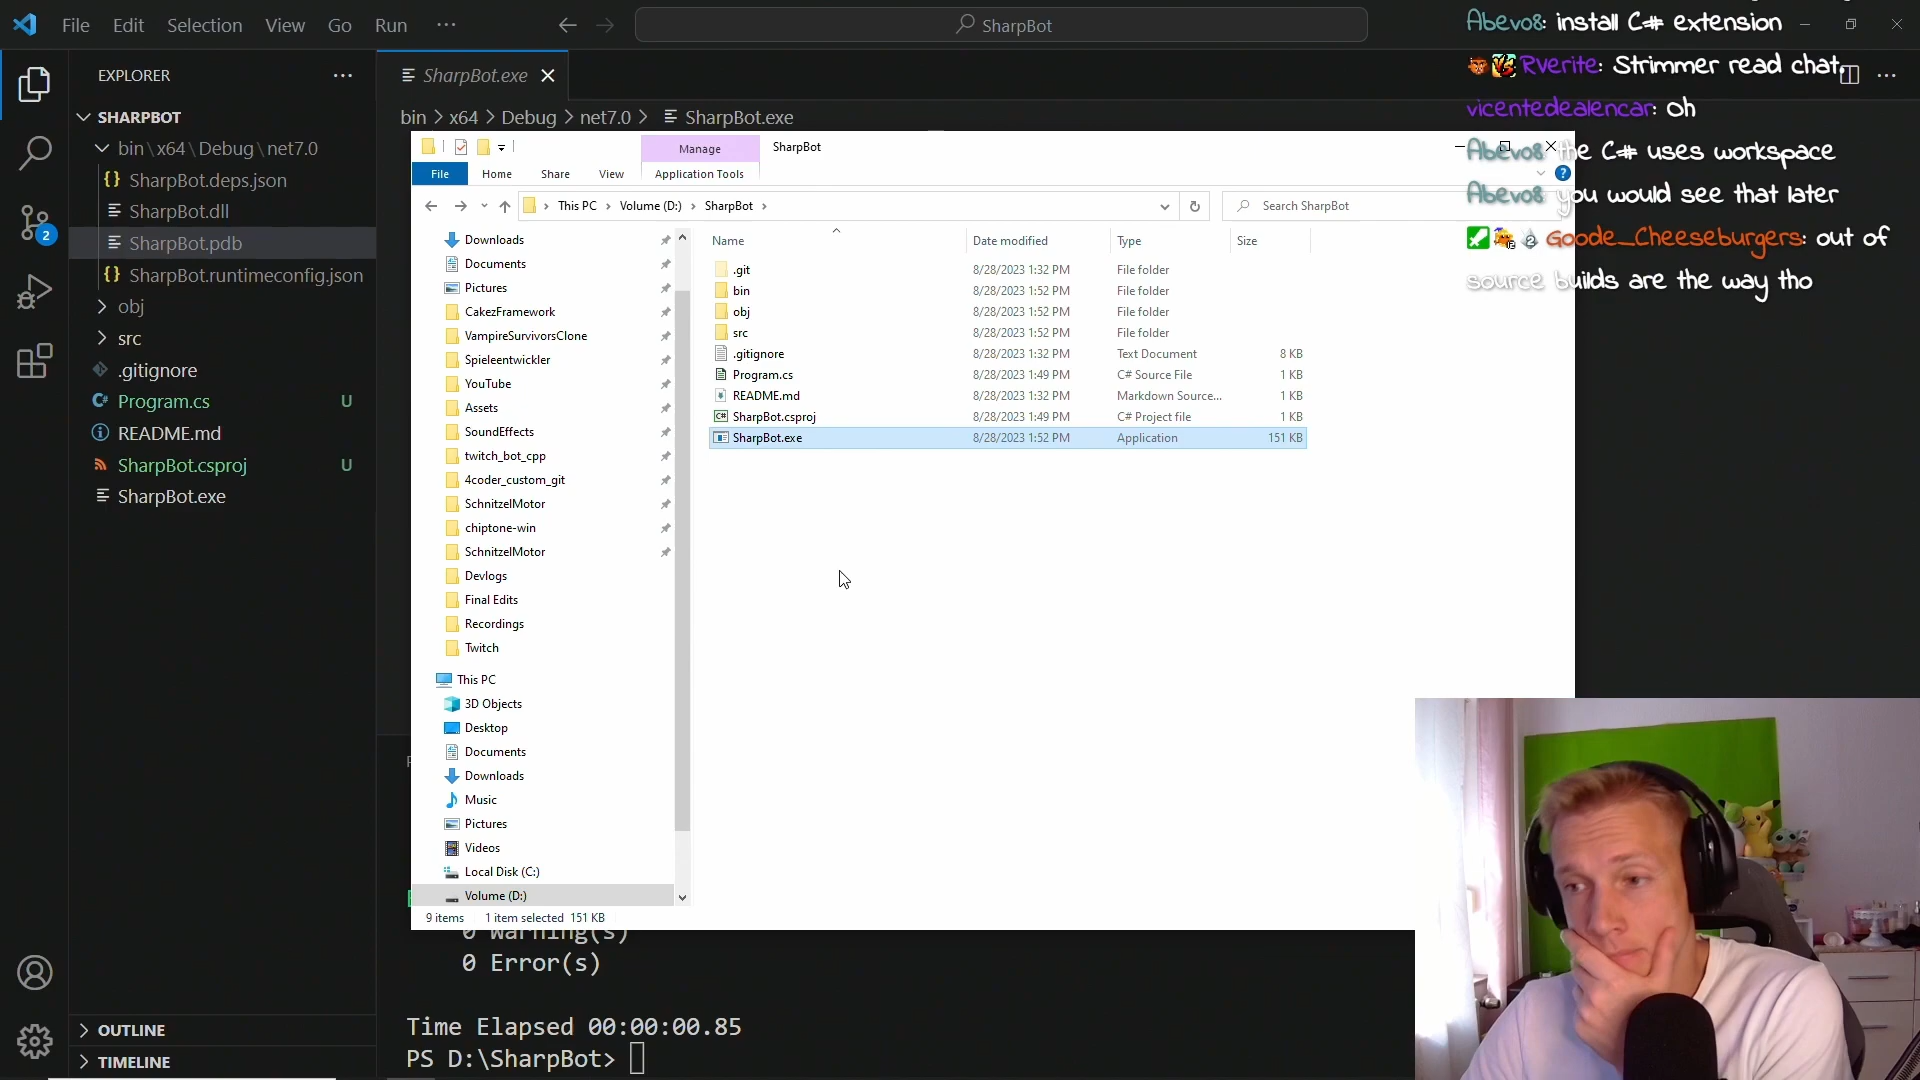 File Edit Selection View Go Run ···
SharpBot
EXPLORER
SHARPBOT
bin\x64\Debug\net7.0
SharpBot.deps.json
SharpBot.dll
SharpBot.pdb
SharpBot.runtimeconfig.json
obj
src
.gitignore
Program.cs U
README.md
SharpBot.csproj U
SharpBot.exe
OUTLINE
TIMELINE
2
SharpBot.exe
bin > x64 > Debug > net7.0 > SharpBot.exe
Manage SharpBot
File Home Share View Application Tools
This PC > Volume (D:) > SharpBot >
Search SharpBot
Downloads
Documents
Pictures
CakezFramework
VampireSurvivorsClone
Spieleentwickler
YouTube
Assets
SoundEffects
twitch_bot_cpp
4coder_custom_git
SchnitzelMotor
chiptone-win
SchnitzelMotor
Devlogs
Final Edits
Recordings
Twitch
This PC
3D Objects
Desktop
Documents
Downloads
Music
Pictures
Videos
Local Disk (C:)
Volume (D:)
Name Date modified Type Size
.git 8/28/2023 1:32 PM File folder
bin 8/28/2023 1:52 PM File folder
obj 8/28/2023 1:52 PM File folder
src 8/28/2023 1:52 PM File folder
.gitignore 8/28/2023 1:32 PM Text Document 8 KB
Program.cs 8/28/2023 1:49 PM C# Source File 1 KB
README.md 8/28/2023 1:32 PM Markdown Source... 1 KB
SharpBot.csproj 8/28/2023 1:49 PM C# Project file 1 KB
SharpBot.exe 8/28/2023 1:52 PM Application 151 KB
9 items 1 item selected 151 KB
0 Warning(s)
0 Error(s)
Time Elapsed 00:00:00.85
PS D:\SharpBot>
Abevo8: install C# extension
Rverite: Strimmer read chat.
vicentedealencar: Oh
Abevo8: the C# uses workspace
Abevo8: you would see that later
Goode_Cheeseburgers: out of
source builds are the way tho